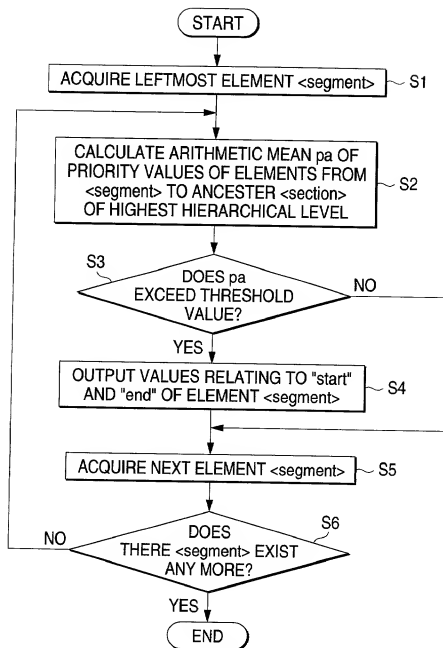 START
ACQUIRE LEFTMOST ELEMENT <segment>
S1
CALCULATE ARITHMETIC MEAN pa OF
PRIORITY VALUES OF ELEMENTS FROM
<segment> TO ANCESTER <section>
OF HIGHEST HIERARCHICAL LEVEL
S2
S3
DOES pa
EXCEED THRESHOLD
VALUE?
NO
YES
OUTPUT VALUES RELATING TO "start"
AND "end" OF ELEMENT <segment>
S4
ACQUIRE NEXT ELEMENT <segment>
S5
S6
DOES
THERE <segment> EXIST
ANY MORE?
NO
YES
END